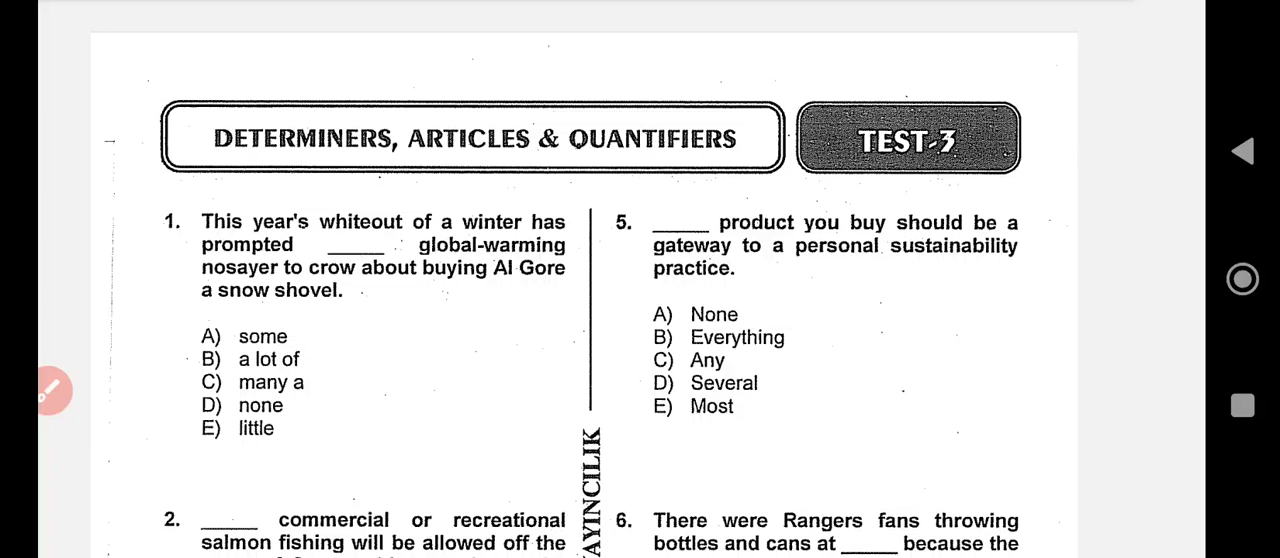 DETERMINERS, ARTICLES & QUANTIFIERS
TEST-3
1. This year's whiteout of a winter has
prompted _____ global-warming
nosayer to crow about buying Al Gore
a snow shovel.
A) some
B) a lot of
C) many a
D) none
E) little
2. _____ commercial or recreational
salmon fishing will be allowed off the
5. _____ product you buy should be a
gateway to a personal sustainability
practice.
A) None
B) Everything
C) Any
D) Several
E) Most
6. There were Rangers fans throwing
bottles and cans at _____ because the
AYINCILIK